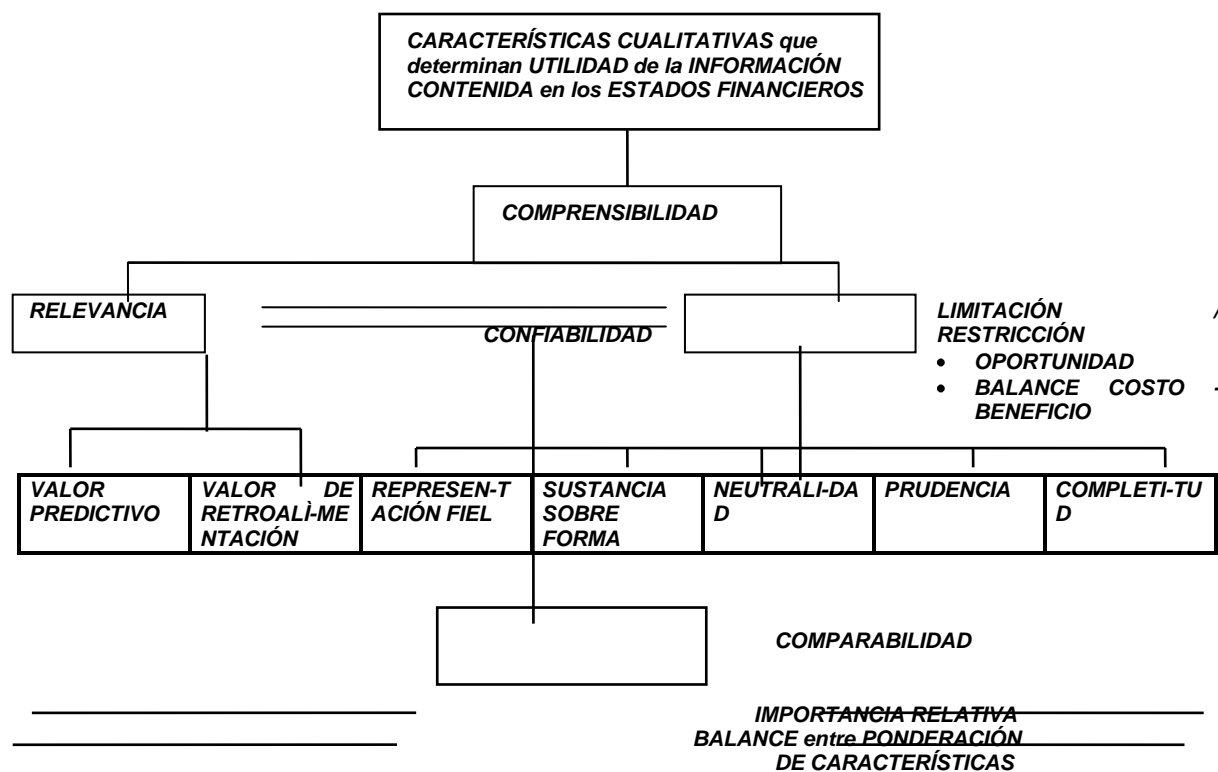 CARACTERÍSTICAS CUALITATIVAS que
determinan UTILIDAD de la INFORMACIÓN
CONTENIDA en los ESTADOS FINANCIEROS
COMPRENSIBILIDAD
RELEVANCIA
CONFIABILIDAD
LIMITACIÓN /
RESTRICCIÓN
• OPORTUNIDAD
• BALANCE COSTO -
BENEFICIO
VALOR
PREDICTIVO
VALOR DE
RETROALÌ-ME
NTACIÓN
REPRESEN-T
ACIÓN FIEL
SUSTANCIA
SOBRE
FORMA
NEUTRALI-DA
D
PRUDENCIA
COMPLETI-TU
D
COMPARABILIDAD
IMPORTANCIA RELATIVA
BALANCE entre PONDERACIÓN
DE CARACTERÍSTICAS